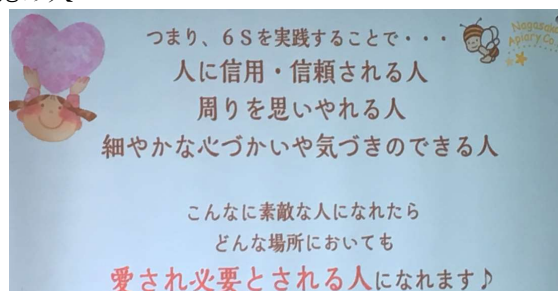 つまり、６Ｓを実践することで・・・
Nagasaka
Apiary Co.
人に信用・信頼される人
周りを思いやれる人
細やかな心づかいや気づきのできる人
こんなに素敵な人になれたら
どんな場所においても
愛され必要とされる人になれます♪